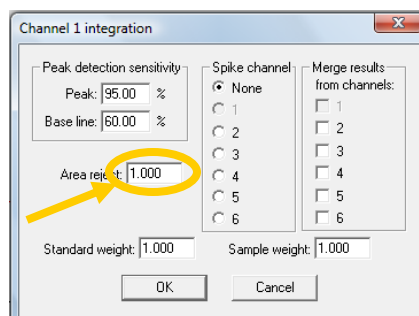 Channel 1 integration
Peak detection sensitivity
Peak: 95.00 %
Base line: 60.00 %
Area reject: 1.000
Spike channel
None
1
2
3
4
5
6
Merge results
from channels:
1
2
3
4
5
6
Standard weight: 1.000
Sample weight: 1.000
OK
Cancel